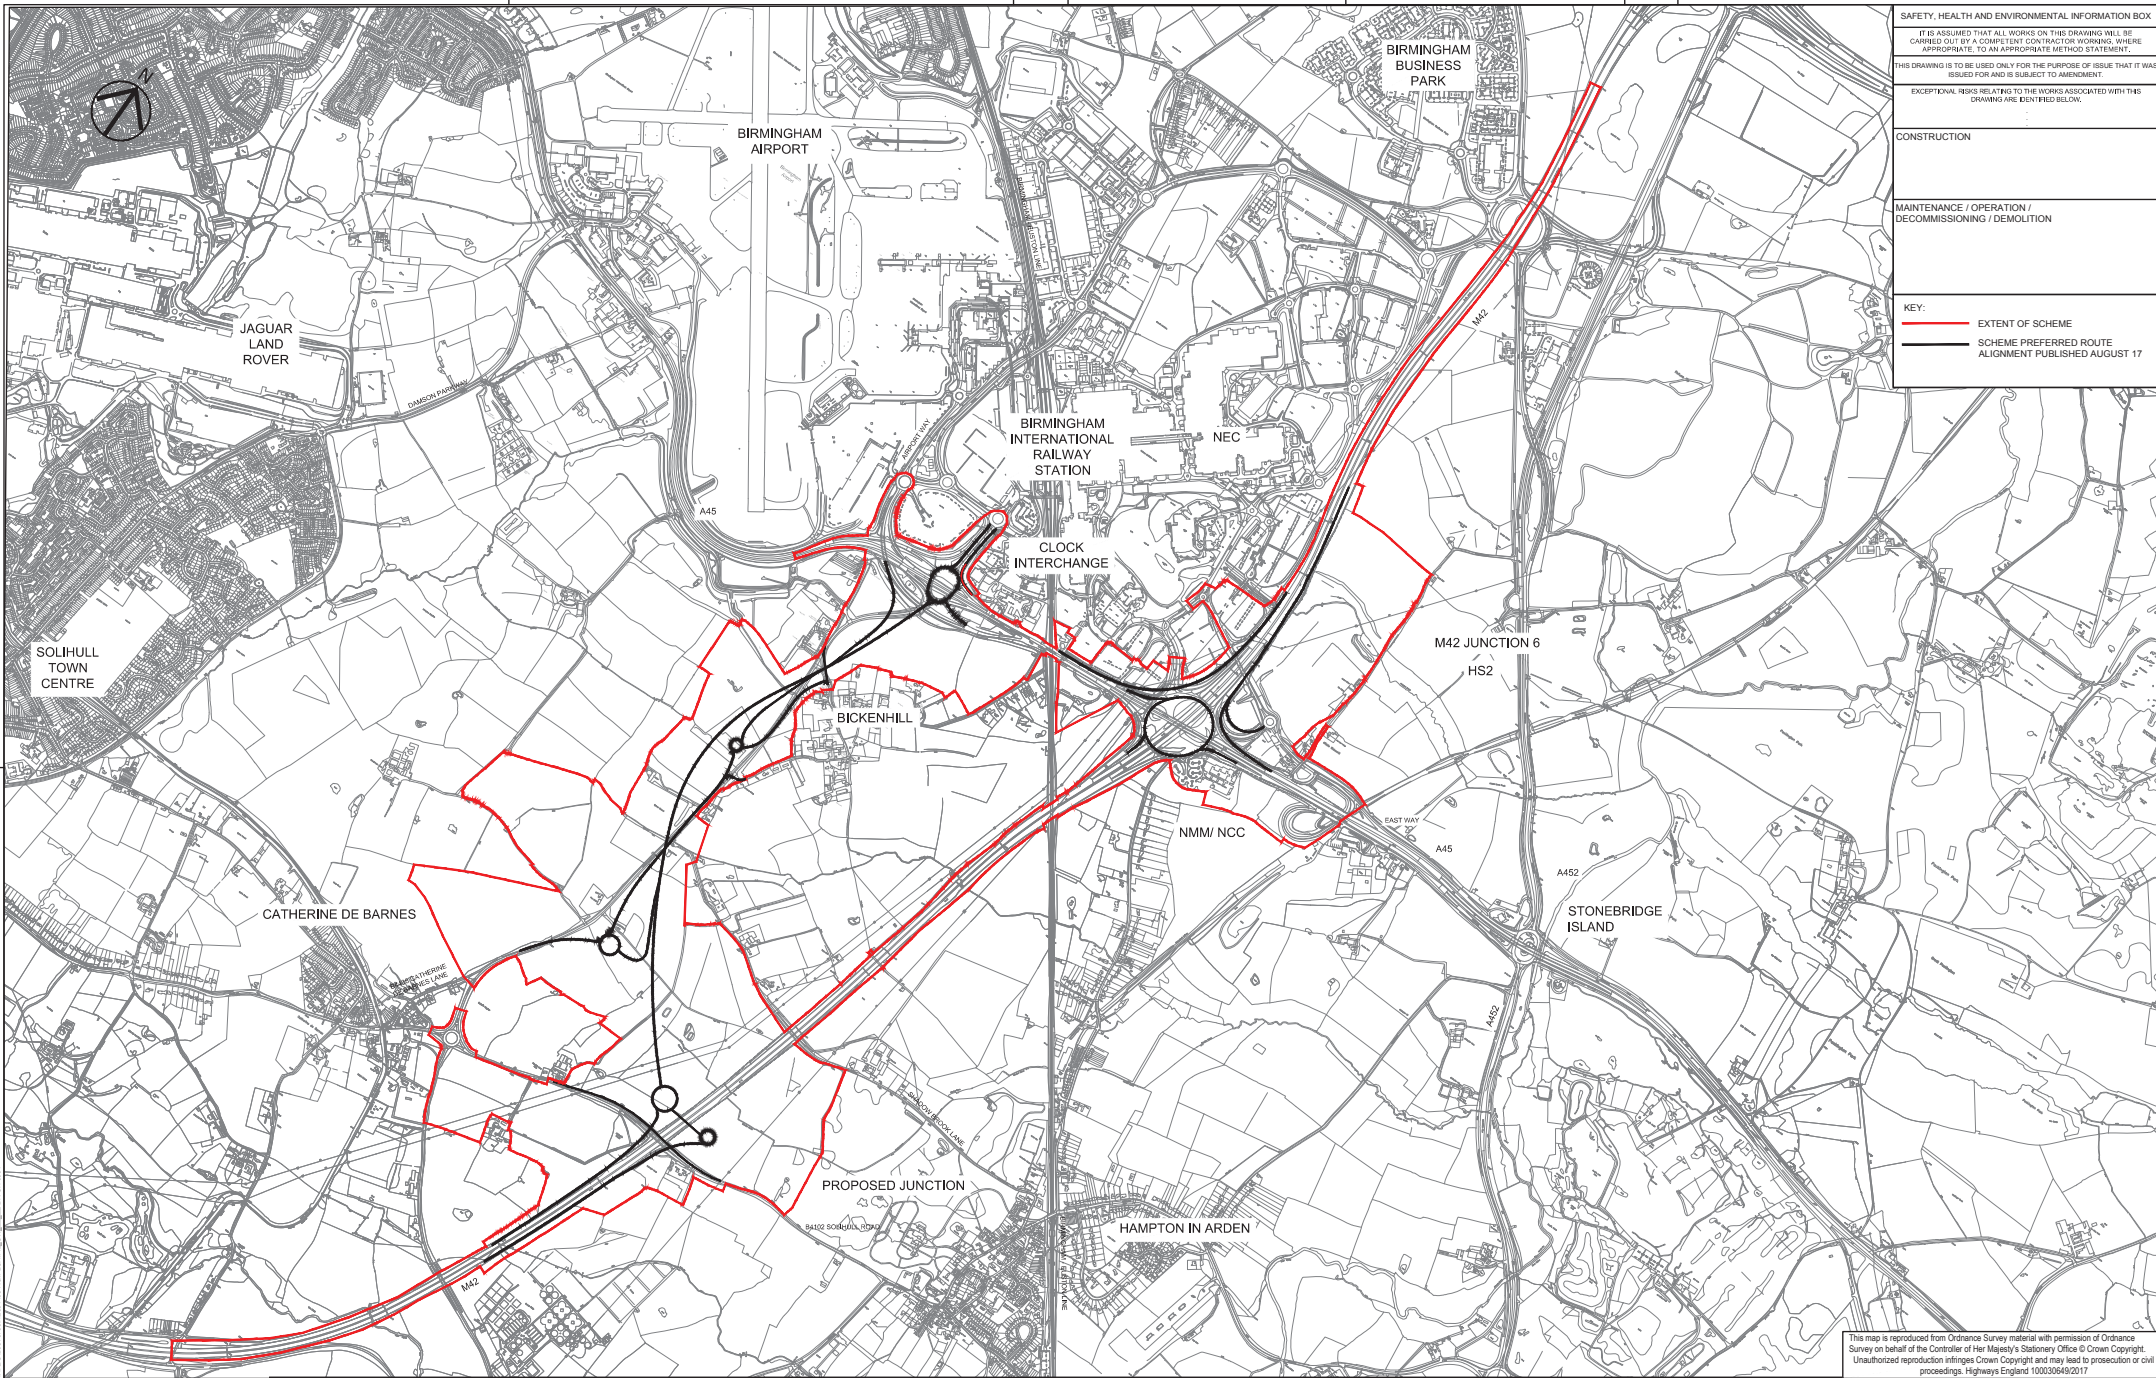 SAFETY, HEALTH AND ENVIRONMENTAL INFORMATION BOX
IT IS ASSUMED THAT ALL WORKS ON THIS DRAWING WILL BE
CARRIED OUT BY A COMPETENT CONTRACTOR WORKING, WHERE
APPROPRIATE, TO AN APPROPRIATE METHOD STATEMENT.
THIS DRAWING IS TO BE USED ONLY FOR THE PURPOSE OF ISSUE THAT IT WAS
ISSUED FOR AND IS SUBJECT TO AMENDMENT.
EXCEPTIONAL RISKS RELATING TO THE WORKS ASSOCIATED WITH THIS
DRAWING ARE IDENTIFIED BELOW.
CONSTRUCTION
MAINTENANCE / OPERATION /
DECOMMISSIONING / DEMOLITION
KEY:
EXTENT OF SCHEME
SCHEME PREFERRED ROUTE
ALIGNMENT PUBLISHED AUGUST 17
N
BIRMINGHAM
BUSINESS
PARK
BIRMINGHAM
AIRPORT
JAGUAR
LAND
ROVER
M42
DAMSON PARKWAY
AIRPORT WAY
BIRMINGHAM
INTERNATIONAL
RAILWAY
STATION
NEC
A45
CLOCK
INTERCHANGE
SOLIHULL
TOWN
CENTRE
M42 JUNCTION 6
HS2
BICKENHILL
NMM/ NCC
EAST WAY
A45
A452
CATHERINE DE BARNES
STONEBRIDGE
ISLAND
A452
SHADOW BROOK LANE
PROPOSED JUNCTION
B4102 SOLIHULL ROAD
HAMPTON IN ARDEN
M42
This map is reproduced from Ordnance Survey material with permission of Ordnance
Survey on behalf of the Controller of Her Majesty's Stationery Office © Crown Copyright.
Unauthorized reproduction infringes Crown Copyright and may lead to prosecution or civil
proceedings. Highways England 100030649/2017